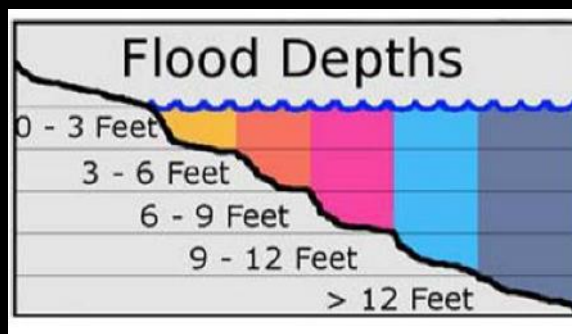 Flood Depths
0 - 3 Feet
3 - 6 Feet
6 - 9 Feet
9 - 12 Feet
> 12 Feet